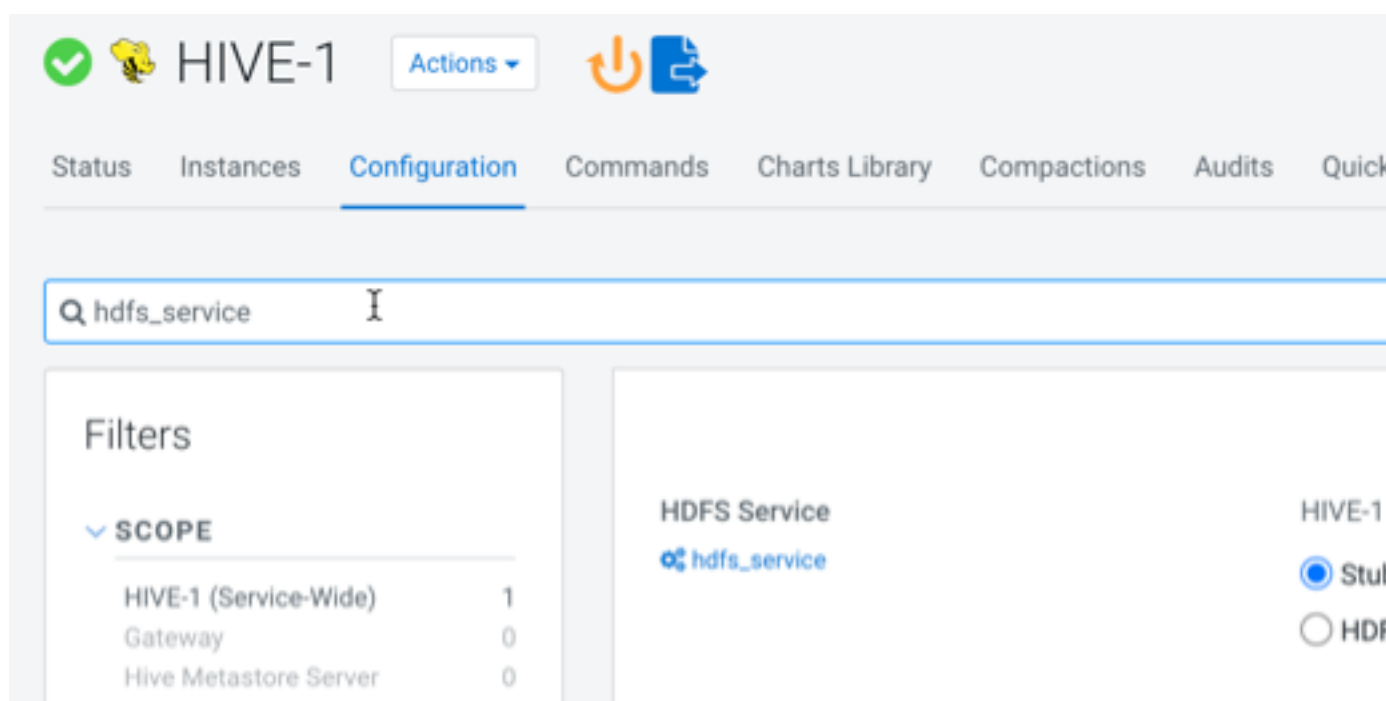 HIVE-1 Actions
Status Instances Configuration Commands Charts Library Compactions Audits Quick
hdfs_service
Filters
SCOPE
HIVE-1 (Service-Wide) 1
Gateway 0
Hive Metastore Server 0
HDFS Service
hdfs_service
HIVE-1